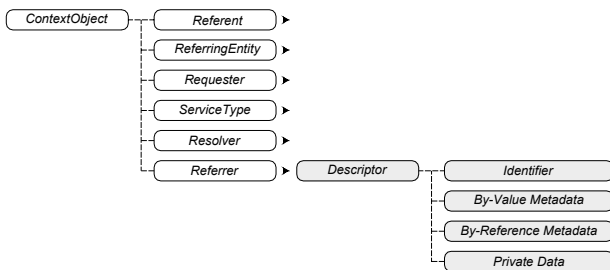 ContextObject
Referent
ReferringEntity
Requester
ServiceType
Resolver
Referrer
Descriptor
Identifier
By-Value Metadata
By-Reference Metadata
Private Data